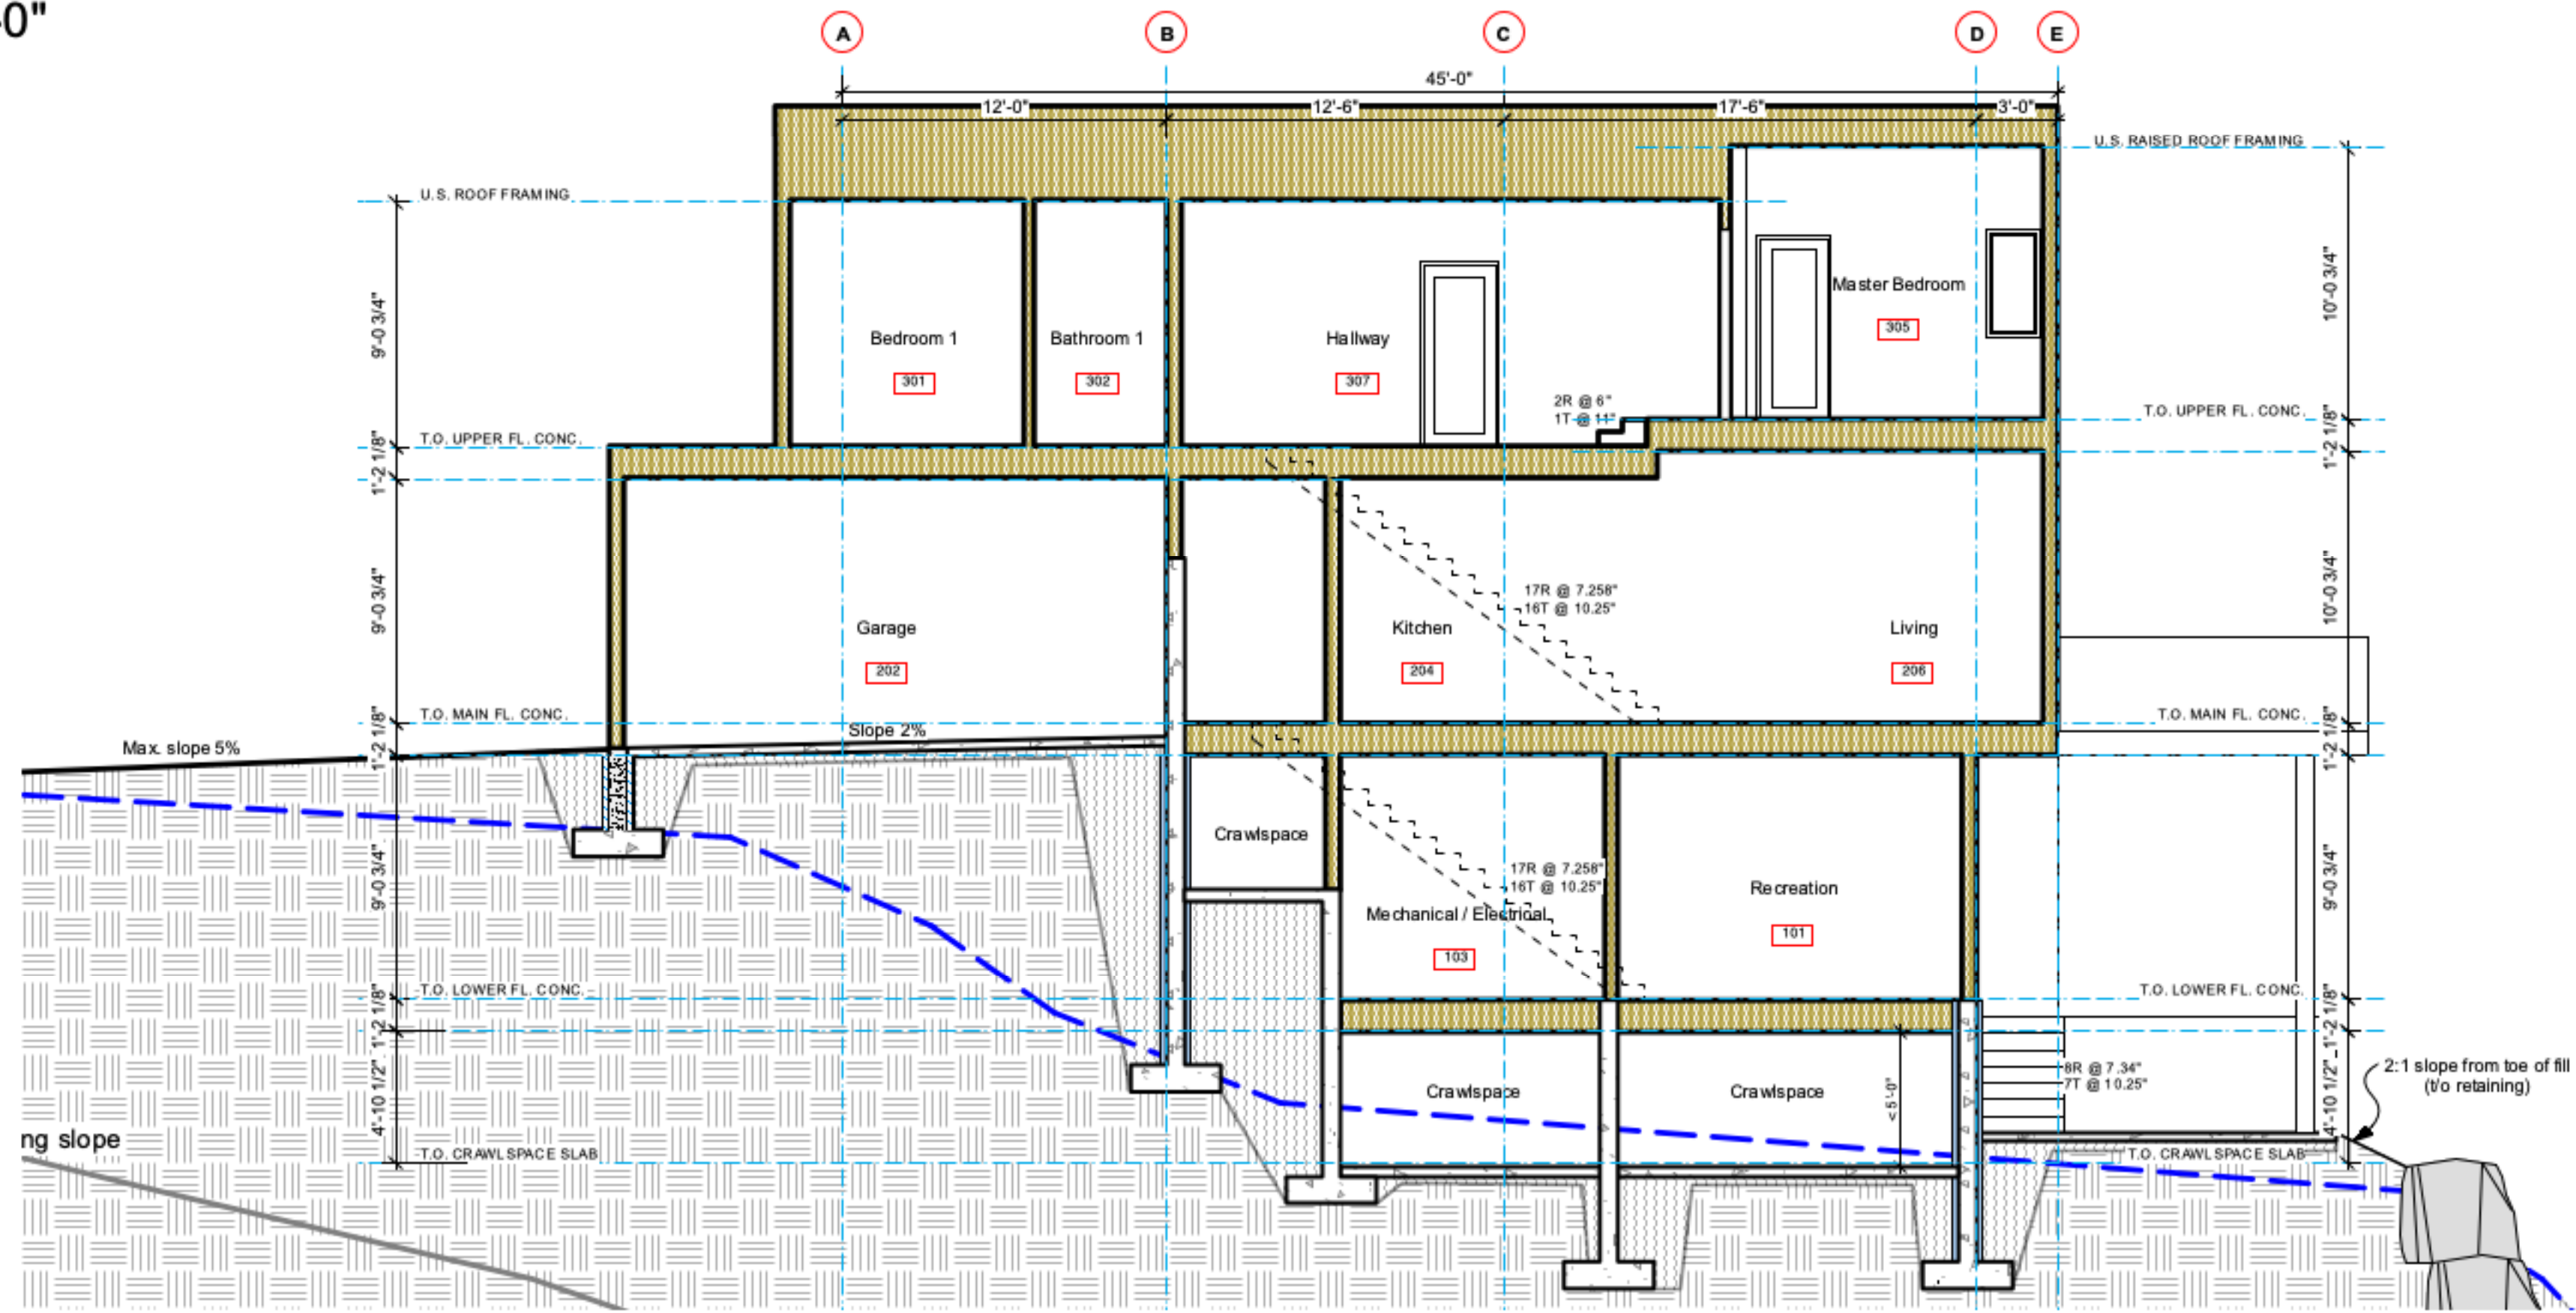 0"
A
B
C
D
E
45'-0"
12'-0"
12'-6"
17'-6"
3'-0"
U.S. RAISED ROOF FRAMING
U.S. ROOF FRAMING
9'-0 3/4"
10'-0 3/4"
Bedroom 1
301
Bathroom 1
302
Hallway
307
Master Bedroom
305
2R @ 6"
1T @ 11"
T.O. UPPER FL. CONC.
T.O. UPPER FL. CONC.
1'-2 1/8"
1'-2 1/8"
9'-0 3/4"
10'-0 3/4"
17R @ 7.258"
16T @ 10.25"
Garage
202
Kitchen
204
Living
206
T.O. MAIN FL. CONC.
T.O. MAIN FL. CONC.
1'-2 1/8"
1'-2 1/8"
Max. slope 5%
Slope 2%
Crawlspace
9'-0 3/4"
9'-0 3/4"
17R @ 7.258"
16T @ 10.25"
Mechanical / Electrical
103
Recreation
101
T.O. LOWER FL. CONC.
T.O. LOWER FL. CONC.
1'-2 1/8"
1'-2 1/8"
4'-10 1/2"
4'-10 1/2"
Crawlspace
Crawlspace
< 5'-0"
8R @ 7.34"
7T @ 10.25"
2:1 slope from toe of fill
(t/o retaining)
ng slope
T.O. CRAWLSPACE SLAB
T.O. CRAWLSPACE SLAB